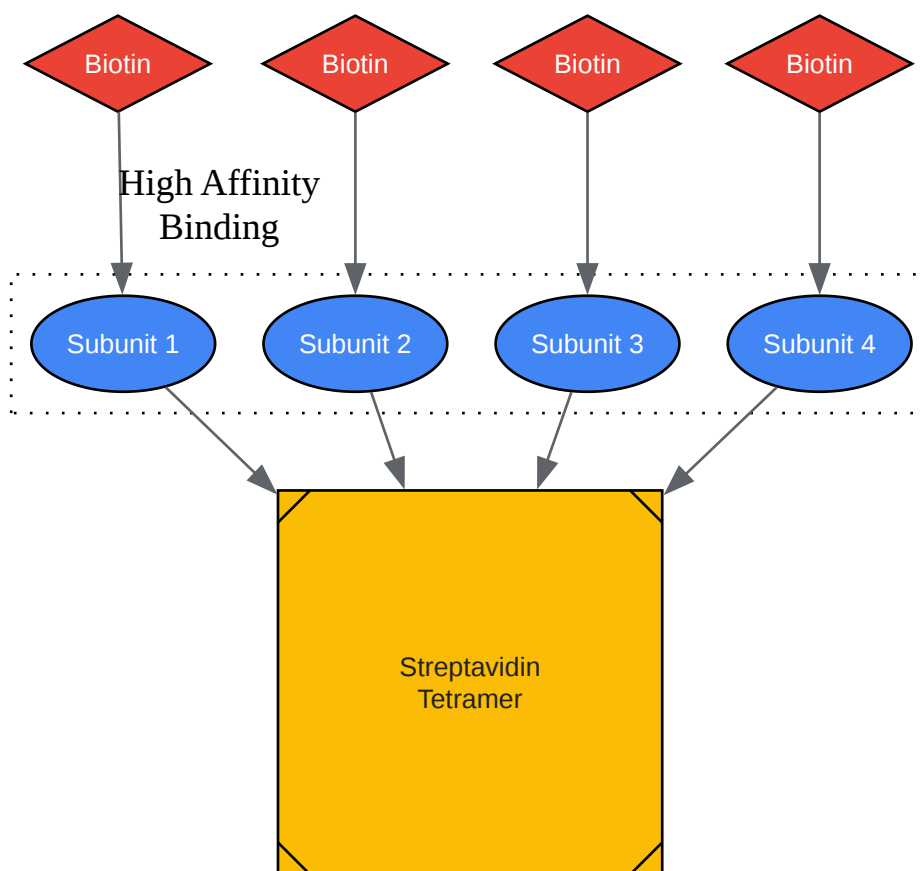 Biotin
Biotin
Biotin
Biotin
High Affinity
Binding
Subunit 1
Subunit 2
Subunit 3
Subunit 4
Streptavidin
Tetramer